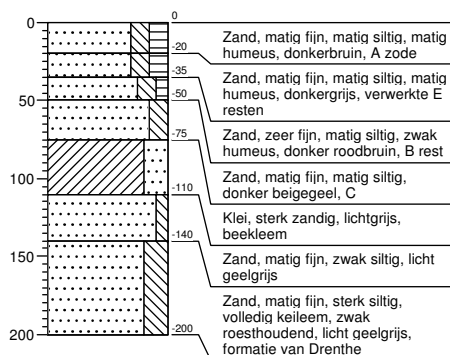 0
50
100
150
200
0
-20
-35
-50
-75
-110
-140
-200
Zand, matig fijn, matig siltig, matig
humeus, donkerbruin, A zode
Zand, matig fijn, matig siltig, matig
humeus, donkergrijs, verwerkte E
resten
Zand, zeer fijn, matig siltig, zwak
humeus, donker roodbruin, B rest
Zand, matig fijn, matig siltig,
donker beigegeel, C
Klei, sterk zandig, lichtgrijs,
beekleem
Zand, matig fijn, zwak siltig, licht
geelgrijs
Zand, matig fijn, sterk siltig,
volledig keileem, zwak
roesthoudend, licht geelgrijs,
formatie van Drenthe